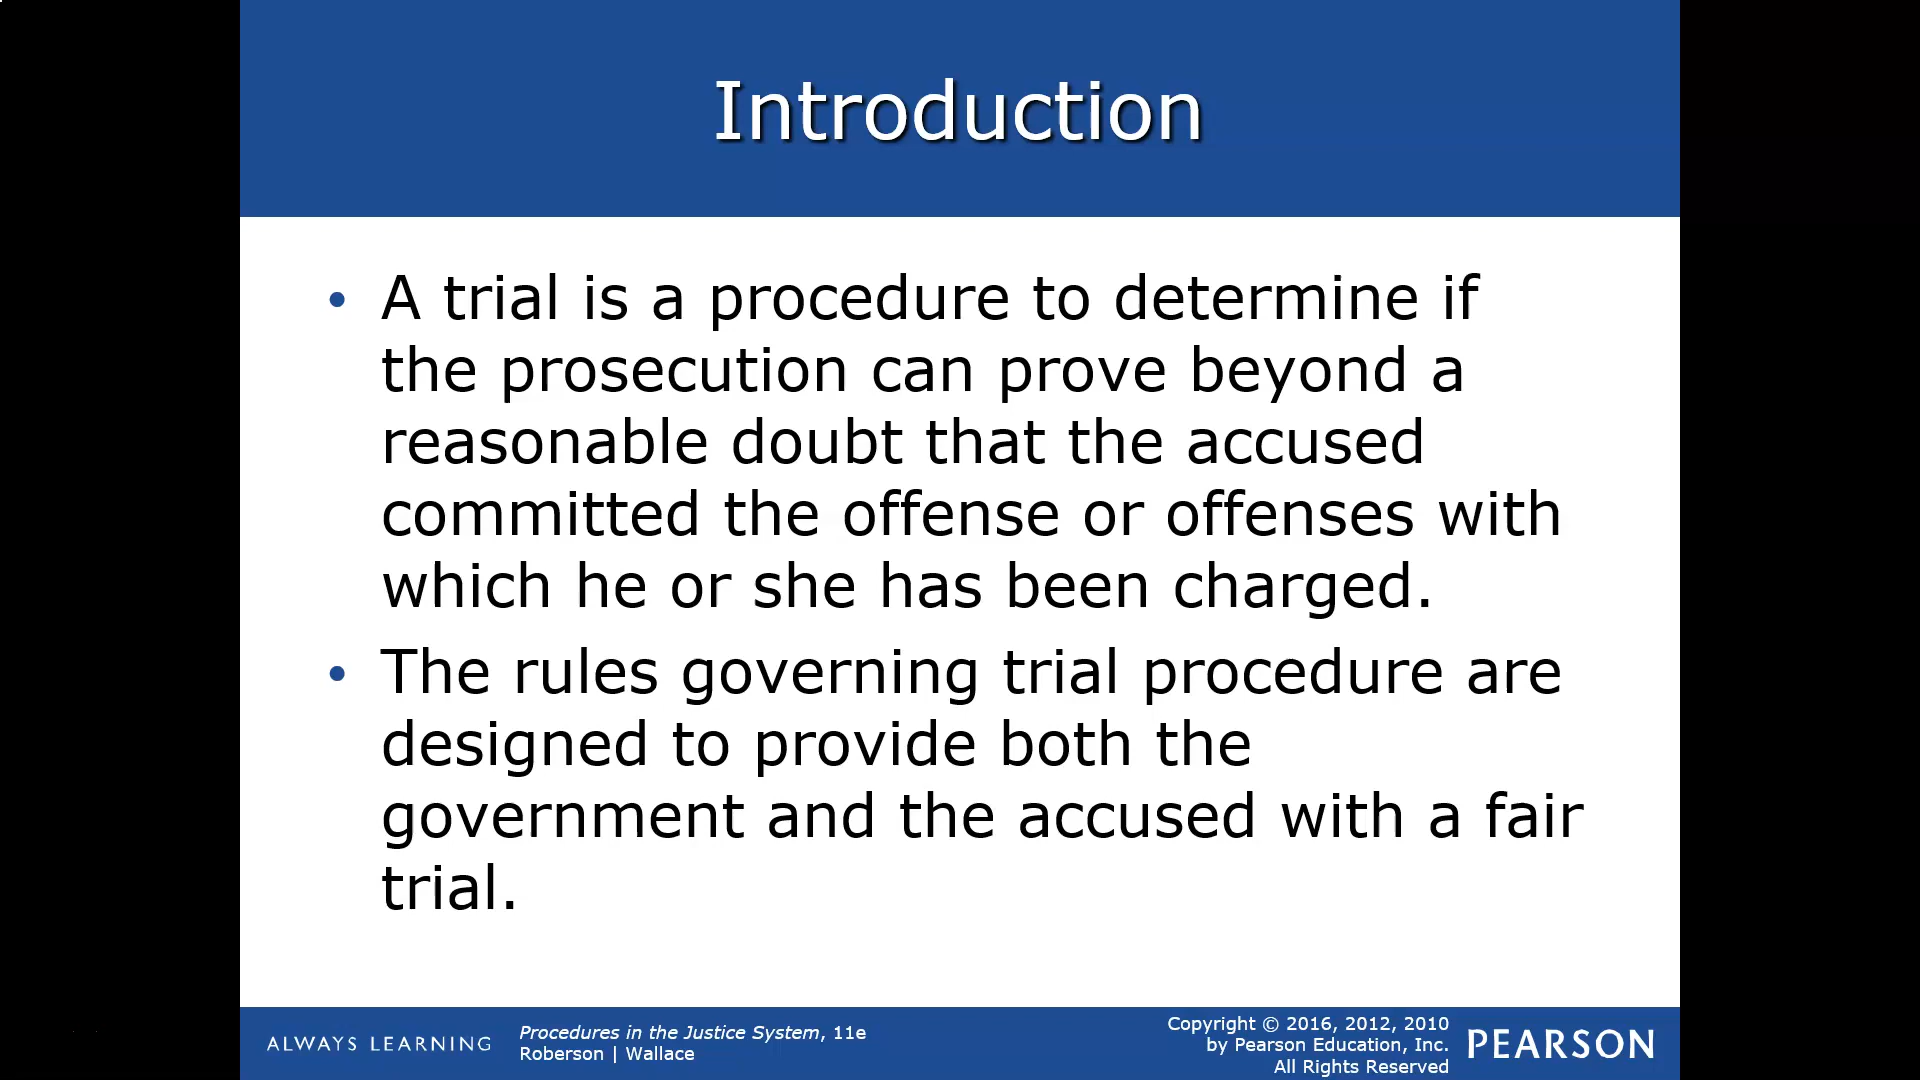 Introduction
• A trial is a procedure to determine if
the prosecution can prove beyond a
reasonable doubt that the accused
committed the offense or offenses with
which he or she has been charged.
• The rules governing trial procedure are
designed to provide both the
government and the accused with a fair
trial.
ALWAYS LEARNING
Procedures in the Justice System, 11e
Roberson | Wallace
Copyright © 2016, 2012, 2010
by Pearson Education, Inc.
All Rights Reserved
PEARSON